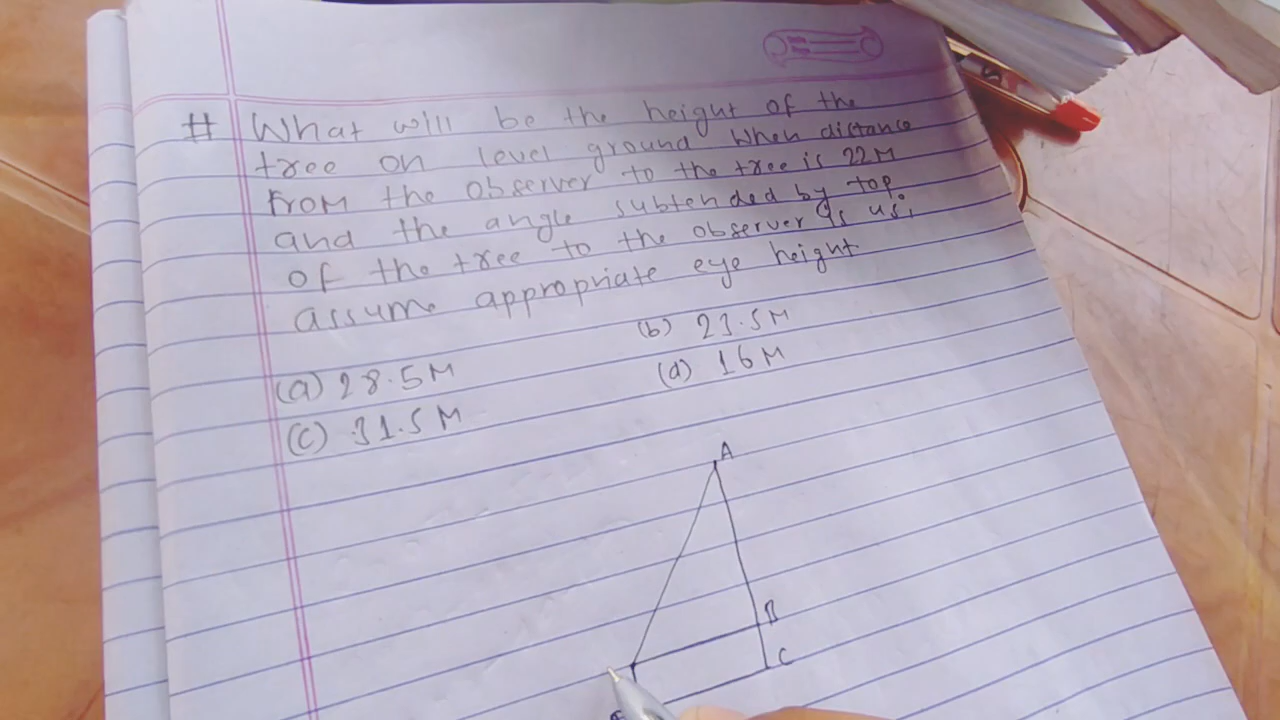 # What will be the height of the
tree on level ground when distance
from the observer to the tree is 22M
and the angle subtended by top
of the tree to the observer is
assume appropriate eye height
(a) 28.5M
(b) 23.5M
(c) 31.5M
(d) 16M
A
B
C